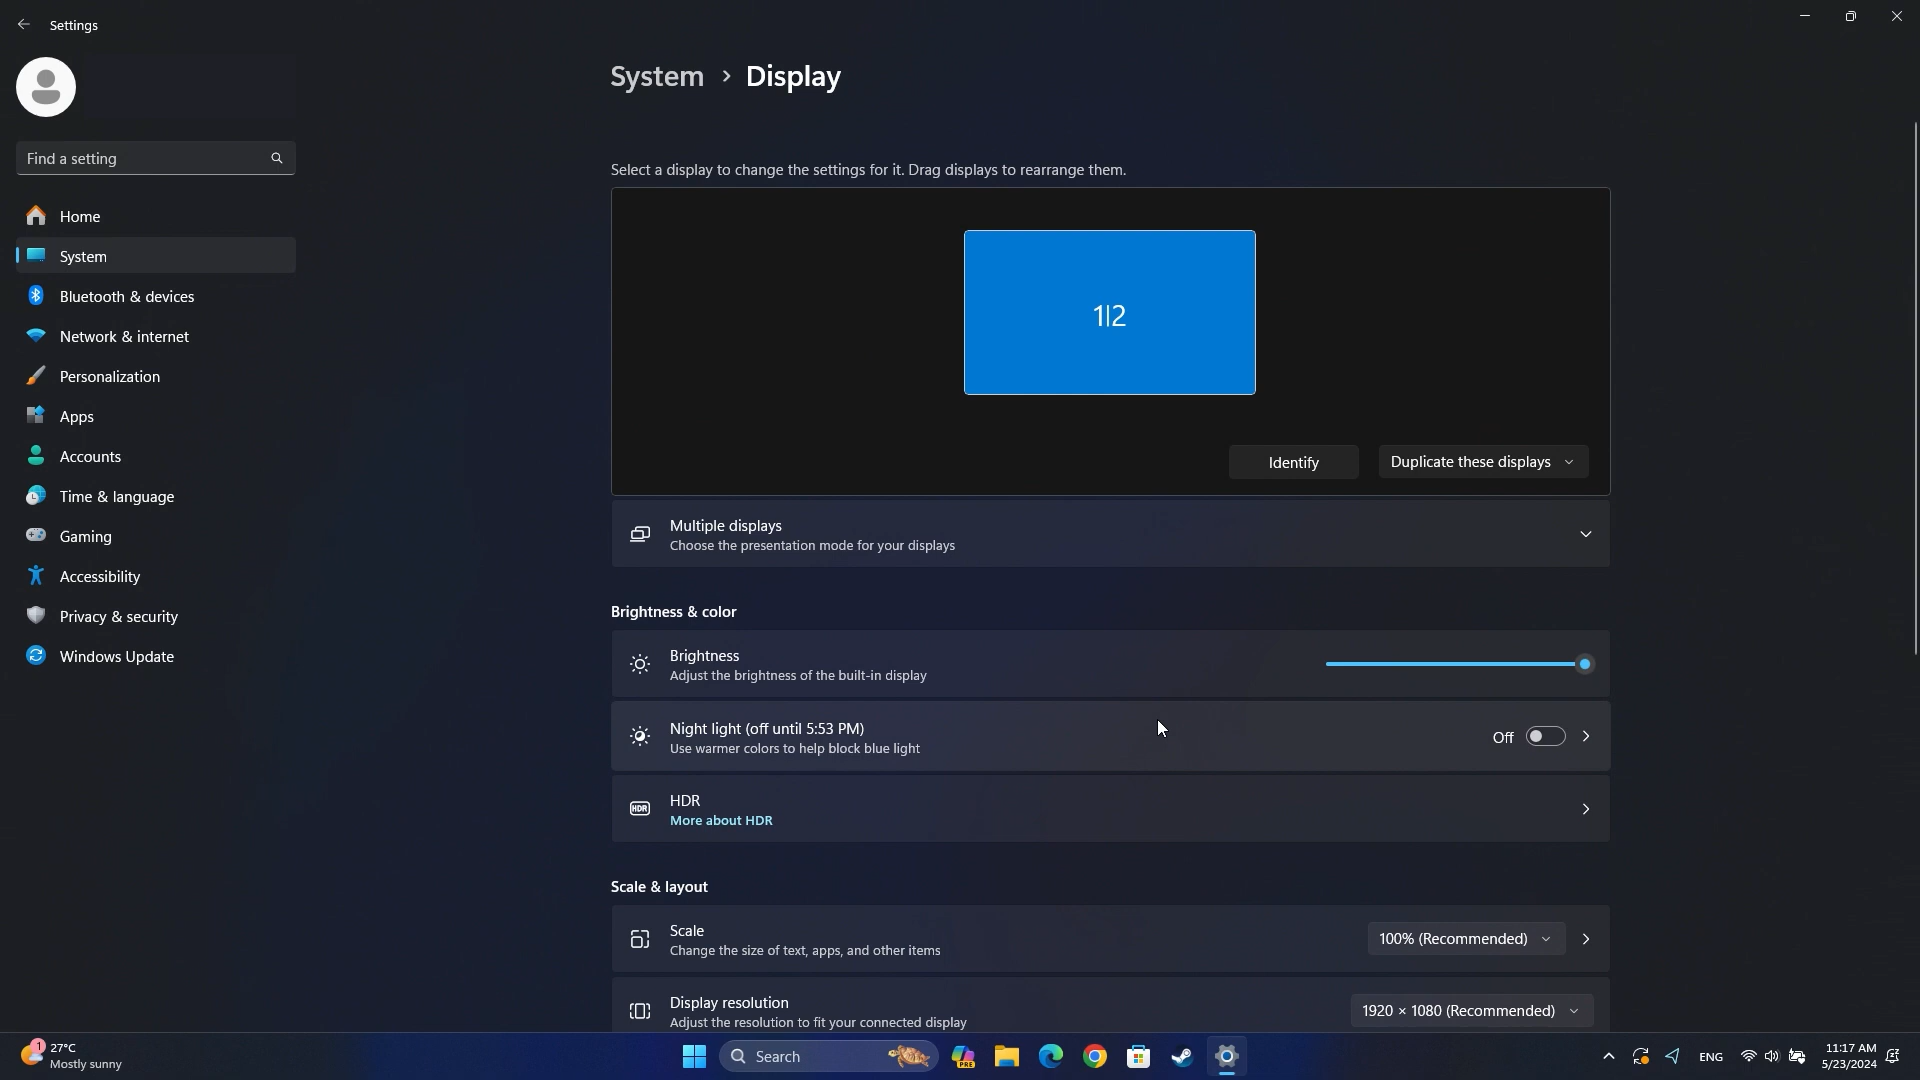 Settings
Find a setting
Home
System
Bluetooth & devices
Network & internet
Personalization
Apps
Accounts
Time & language
Gaming
Accessibility
Privacy & security
Windows Update
System > Display
Select a display to change the settings for it. Drag displays to rearrange them.
1|2
Identify
Duplicate these displays
Multiple displays
Choose the presentation mode for your displays
Brightness & color
Brightness
Adjust the brightness of the built-in display
Night light (off until 5:53 PM)
Use warmer colors to help block blue light
Off
HDR
HDR
More about HDR
Scale & layout
Scale
Change the size of text, apps, and other items
100% (Recommended)
Display resolution
Adjust the resolution to fit your connected display
1920 × 1080 (Recommended)
1
27°C
Mostly sunny
Search
PRE
ENG
11:17 AM
5/23/2024